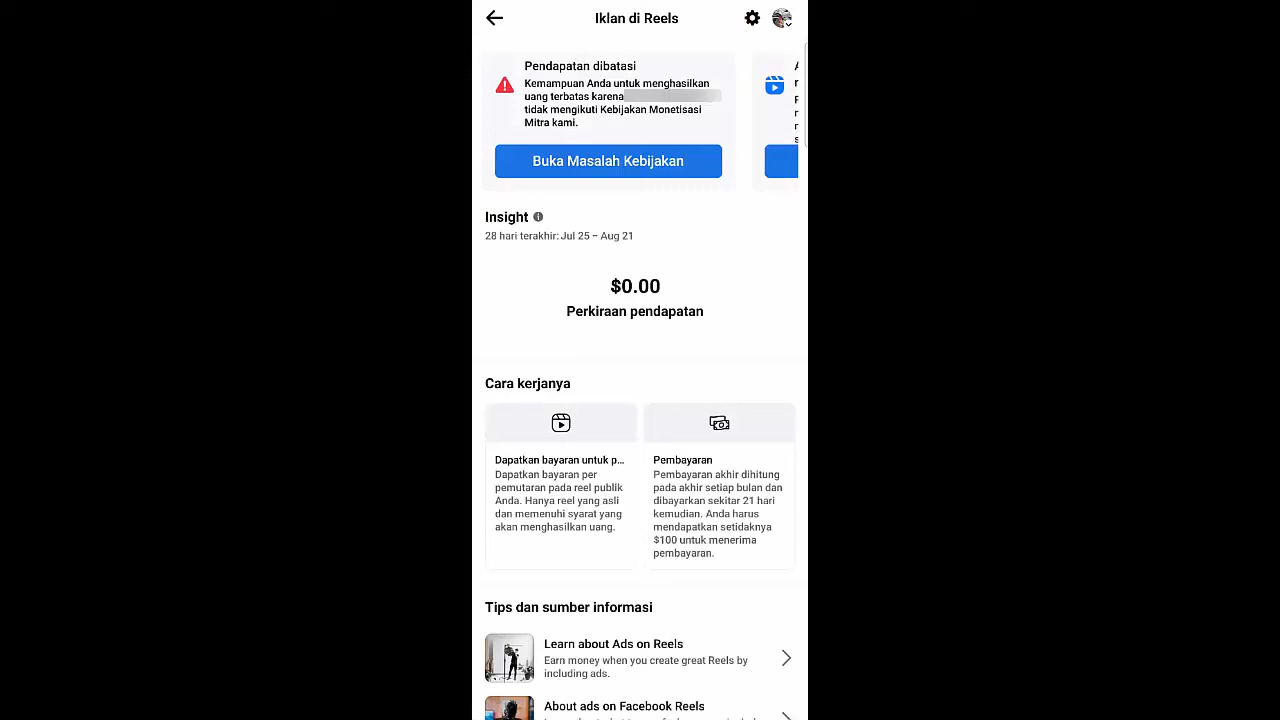 Iklan di Reels
Pendapatan dibatasi
Kemampuan Anda untuk menghasilkan
uang terbatas karena
tidak mengikuti Kebijakan Monetisasi
Mitra kami.
Buka Masalah Kebijakan
Insight
28 hari terakhir: Jul 25 – Aug 21
$0.00
Perkiraan pendapatan
Cara kerjanya
Dapatkan bayaran untuk p...
Dapatkan bayaran per
pemutaran pada reel publik
Anda. Hanya reel yang asli
dan memenuhi syarat yang
akan menghasilkan uang.
Pembayaran
Pembayaran akhir dihitung
pada akhir setiap bulan dan
dibayarkan sekitar 21 hari
kemudian. Anda harus
mendapatkan setidaknya
$100 untuk menerima
pembayaran.
Tips dan sumber informasi
Learn about Ads on Reels
Earn money when you create great Reels by
including ads.
About ads on Facebook Reels